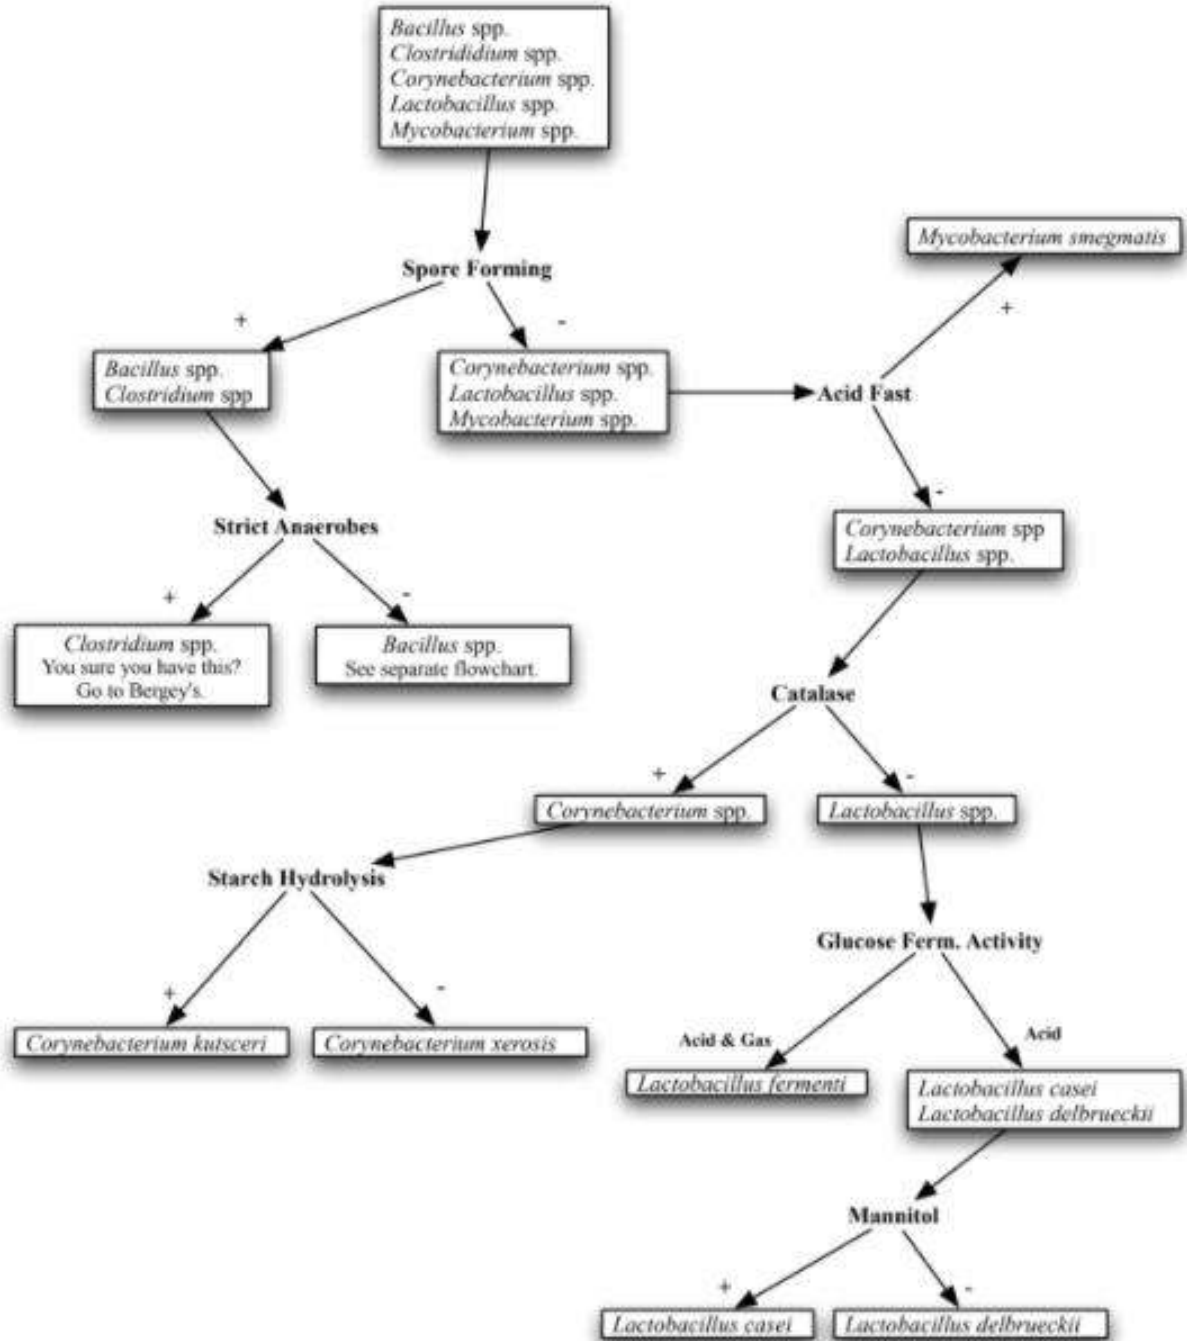 Bacillus spp.
Clostrididium spp.
Corynebacterium spp.
Lactobacillus spp.
Mycobacterium spp.
Mycobacterium smegmatis
Spore Forming
+
-
+
Bacillus spp.
Clostridium spp
Corynebacterium spp.
Lactobacillus spp.
Mycobacterium spp.
Acid Fast
-
Strict Anaerobes
Corynebacterium spp
Lactobacillus spp.
+
-
Clostridium spp.
You sure you have this?
Go to Bergey's.
Bacillus spp.
See separate flowchart.
Catalase
+
-
Corynebacterium spp.
Lactobacillus spp.
Starch Hydrolysis
Glucose Ferm. Activity
+
-
Corynebacterium kutsceri
Corynebacterium xerosis
Acid & Gas
Acid
Lactobacillus fermenti
Lactobacillus casei
Lactobacillus delbrueckii
Mannitol
+
-
Lactobacillus casei
Lactobacillus delbrueckii